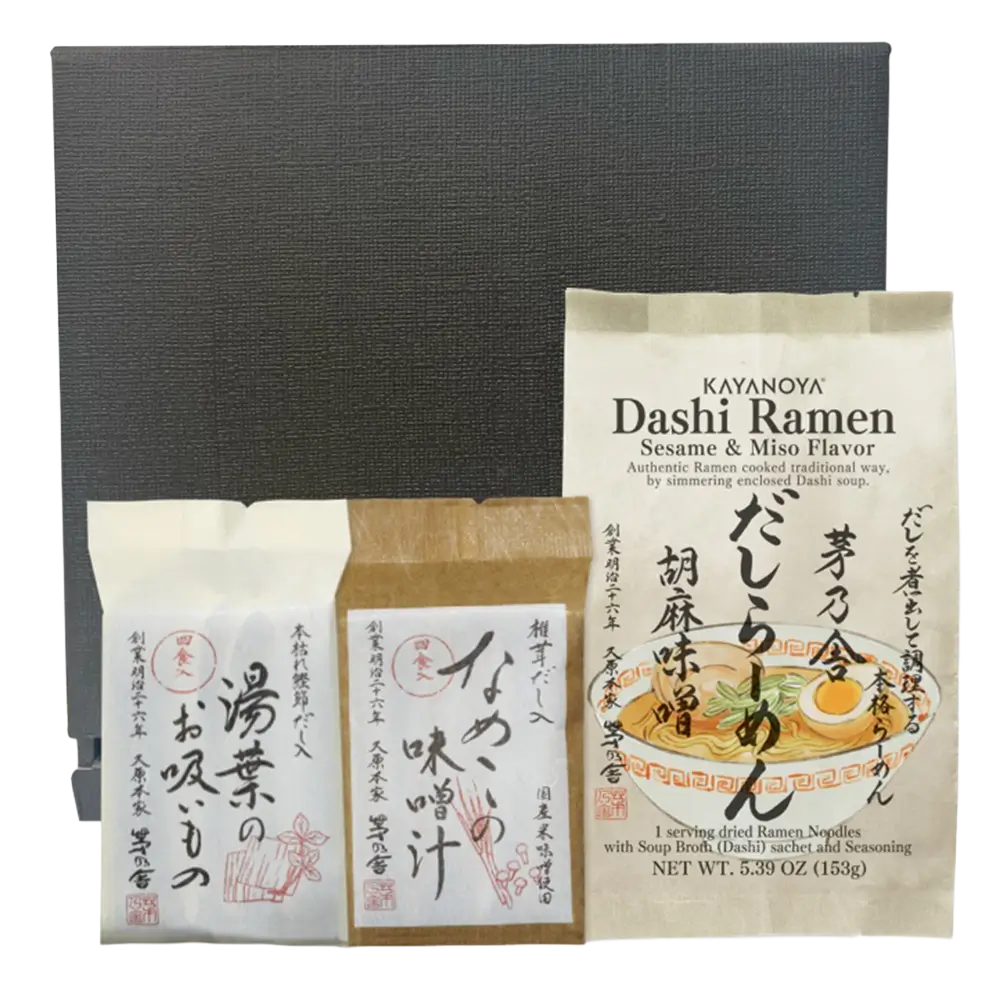 本枯れ鰹節だし入
四食入
湯葉の
お吸いもの
創業明治二十六年 久原本家 茅乃舎
椎茸だし入
四食入
なめこの
味噌汁
国産米味噌使用
創業明治二十六年 久原本家 茅乃舎
KAYANOYA®
Dashi Ramen
Sesame & Miso Flavor
Authentic Ramen cooked traditional way,
by simmering enclosed Dashi soup.
だしを煮出して調理する
本格らーめん
茅乃舎
だしらーめん
胡麻味噌
創業明治二十六年 久原本家 茅乃舎
1 serving dried Ramen Noodles
with Soup Broth (Dashi) sachet and Seasoning
NET WT. 5.39 OZ (153g)